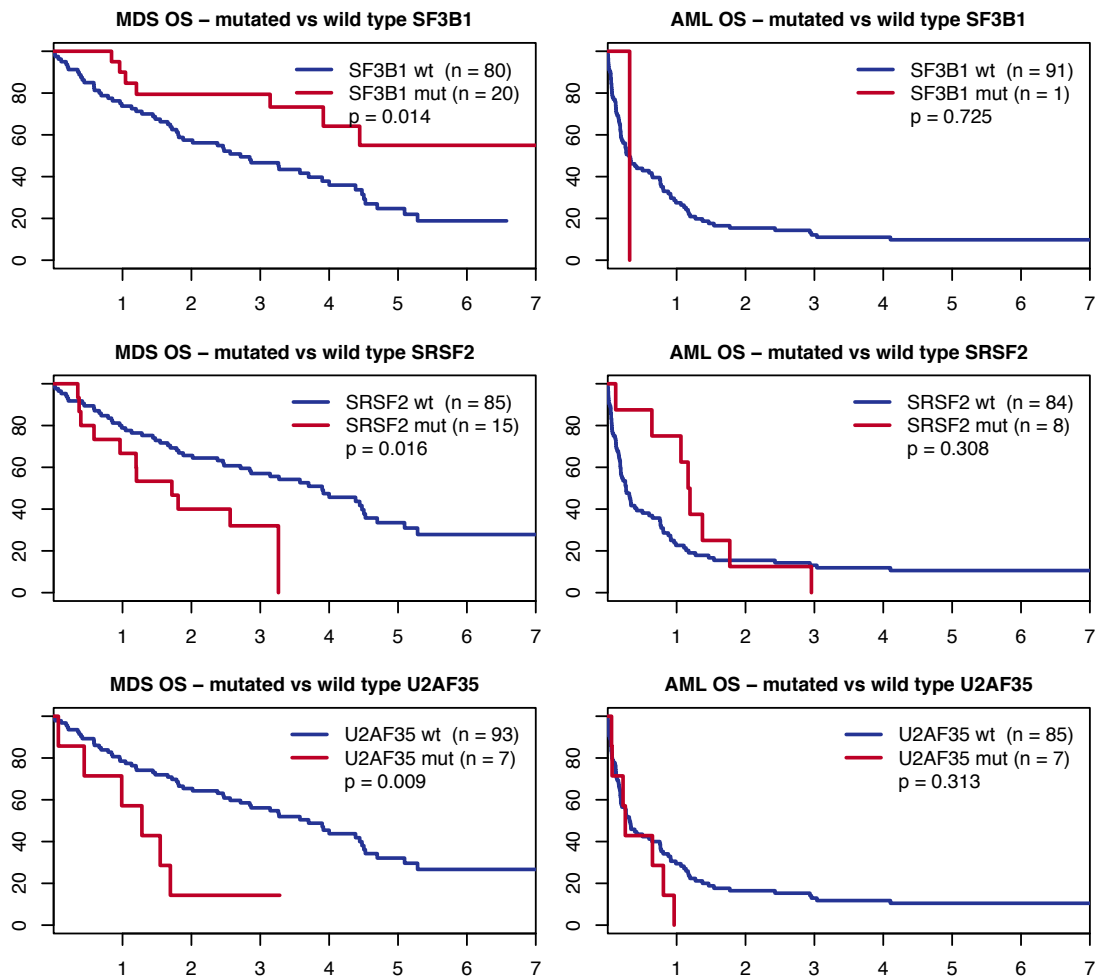 MDS OS – mutated vs wild type SF3B1
SF3B1 wt (n = 80)
SF3B1 mut (n = 20)
p = 0.014
0 20 40 60 80
1 2 3 4 5 6 7
AML OS – mutated vs wild type SF3B1
SF3B1 wt (n = 91)
SF3B1 mut (n = 1)
p = 0.725
0 20 40 60 80
1 2 3 4 5 6 7
MDS OS – mutated vs wild type SRSF2
SRSF2 wt (n = 85)
SRSF2 mut (n = 15)
p = 0.016
0 20 40 60 80
1 2 3 4 5 6 7
AML OS – mutated vs wild type SRSF2
SRSF2 wt (n = 84)
SRSF2 mut (n = 8)
p = 0.308
0 20 40 60 80
1 2 3 4 5 6 7
MDS OS – mutated vs wild type U2AF35
U2AF35 wt (n = 93)
U2AF35 mut (n = 7)
p = 0.009
0 20 40 60 80
1 2 3 4 5 6 7
AML OS – mutated vs wild type U2AF35
U2AF35 wt (n = 85)
U2AF35 mut (n = 7)
p = 0.313
0 20 40 60 80
1 2 3 4 5 6 7